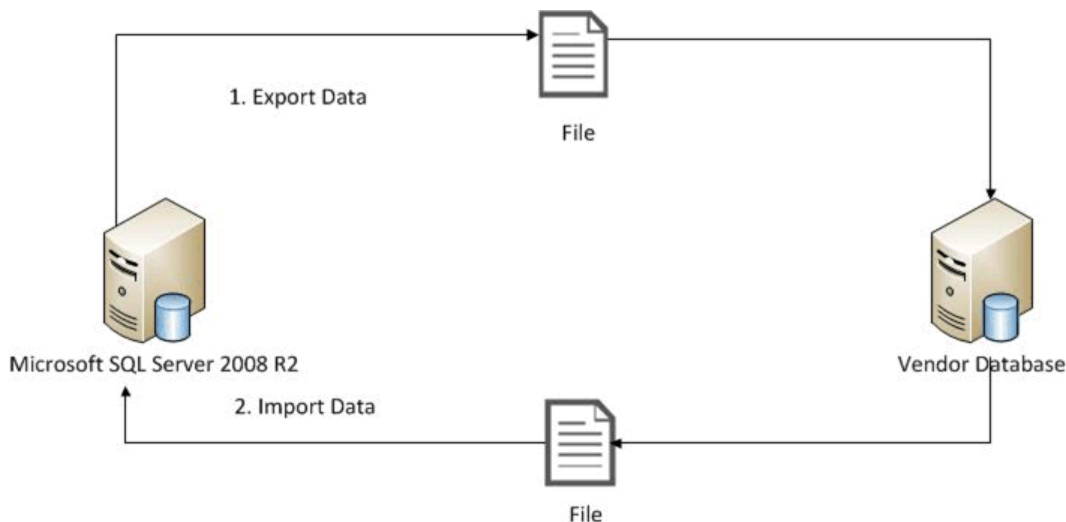 1. Export Data
File
Microsoft SQL Server 2008 R2
Vendor Database
2. Import Data
File